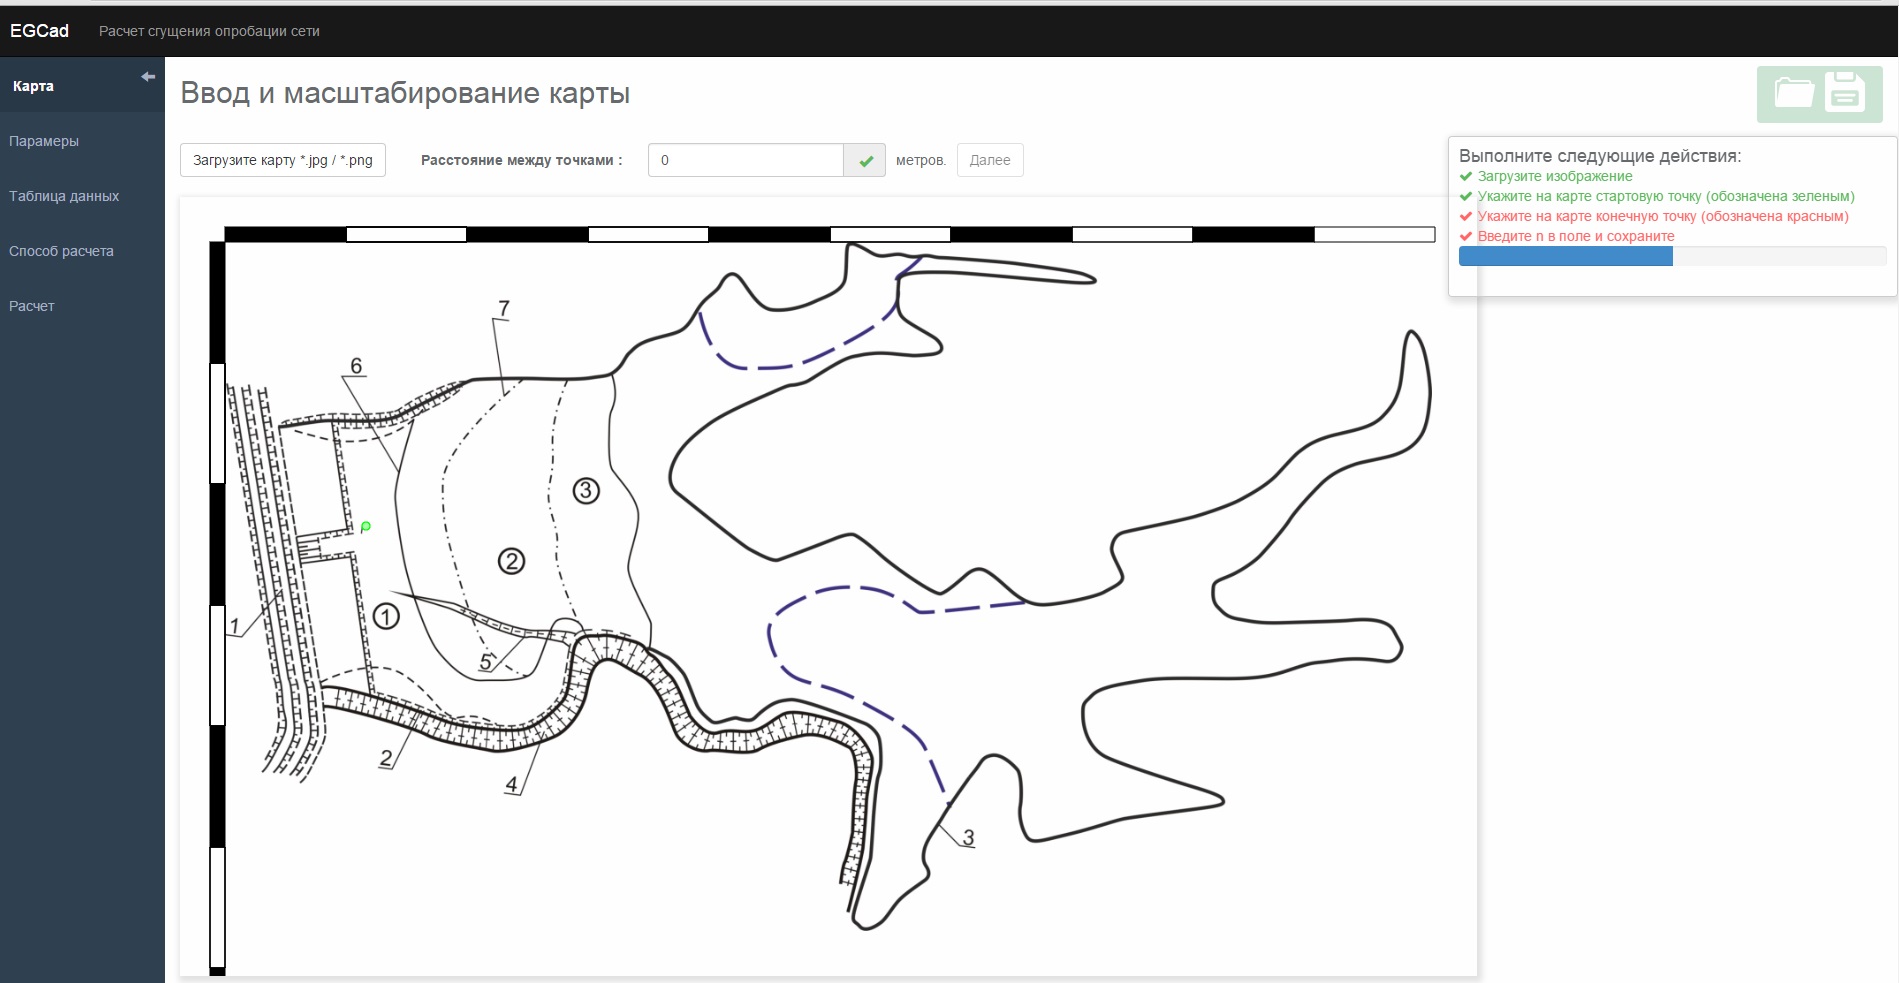 EGCad
Расчет сгущения опробации сети
Карта
Парамеры
Таблица данных
Способ расчета
Расчет
Ввод и масштабирование карты
Загрузите карту *.jpg / *.png
Расстояние между точками :
0
метров.
Далее
Выполните следующие действия:
Загрузите изображение
Укажите на карте стартовую точку (обозначена зеленым)
Укажите на карте конечную точку (обозначена красным)
Введите n в поле и сохраните
7
6
3
2
1
1
5
2
4
3